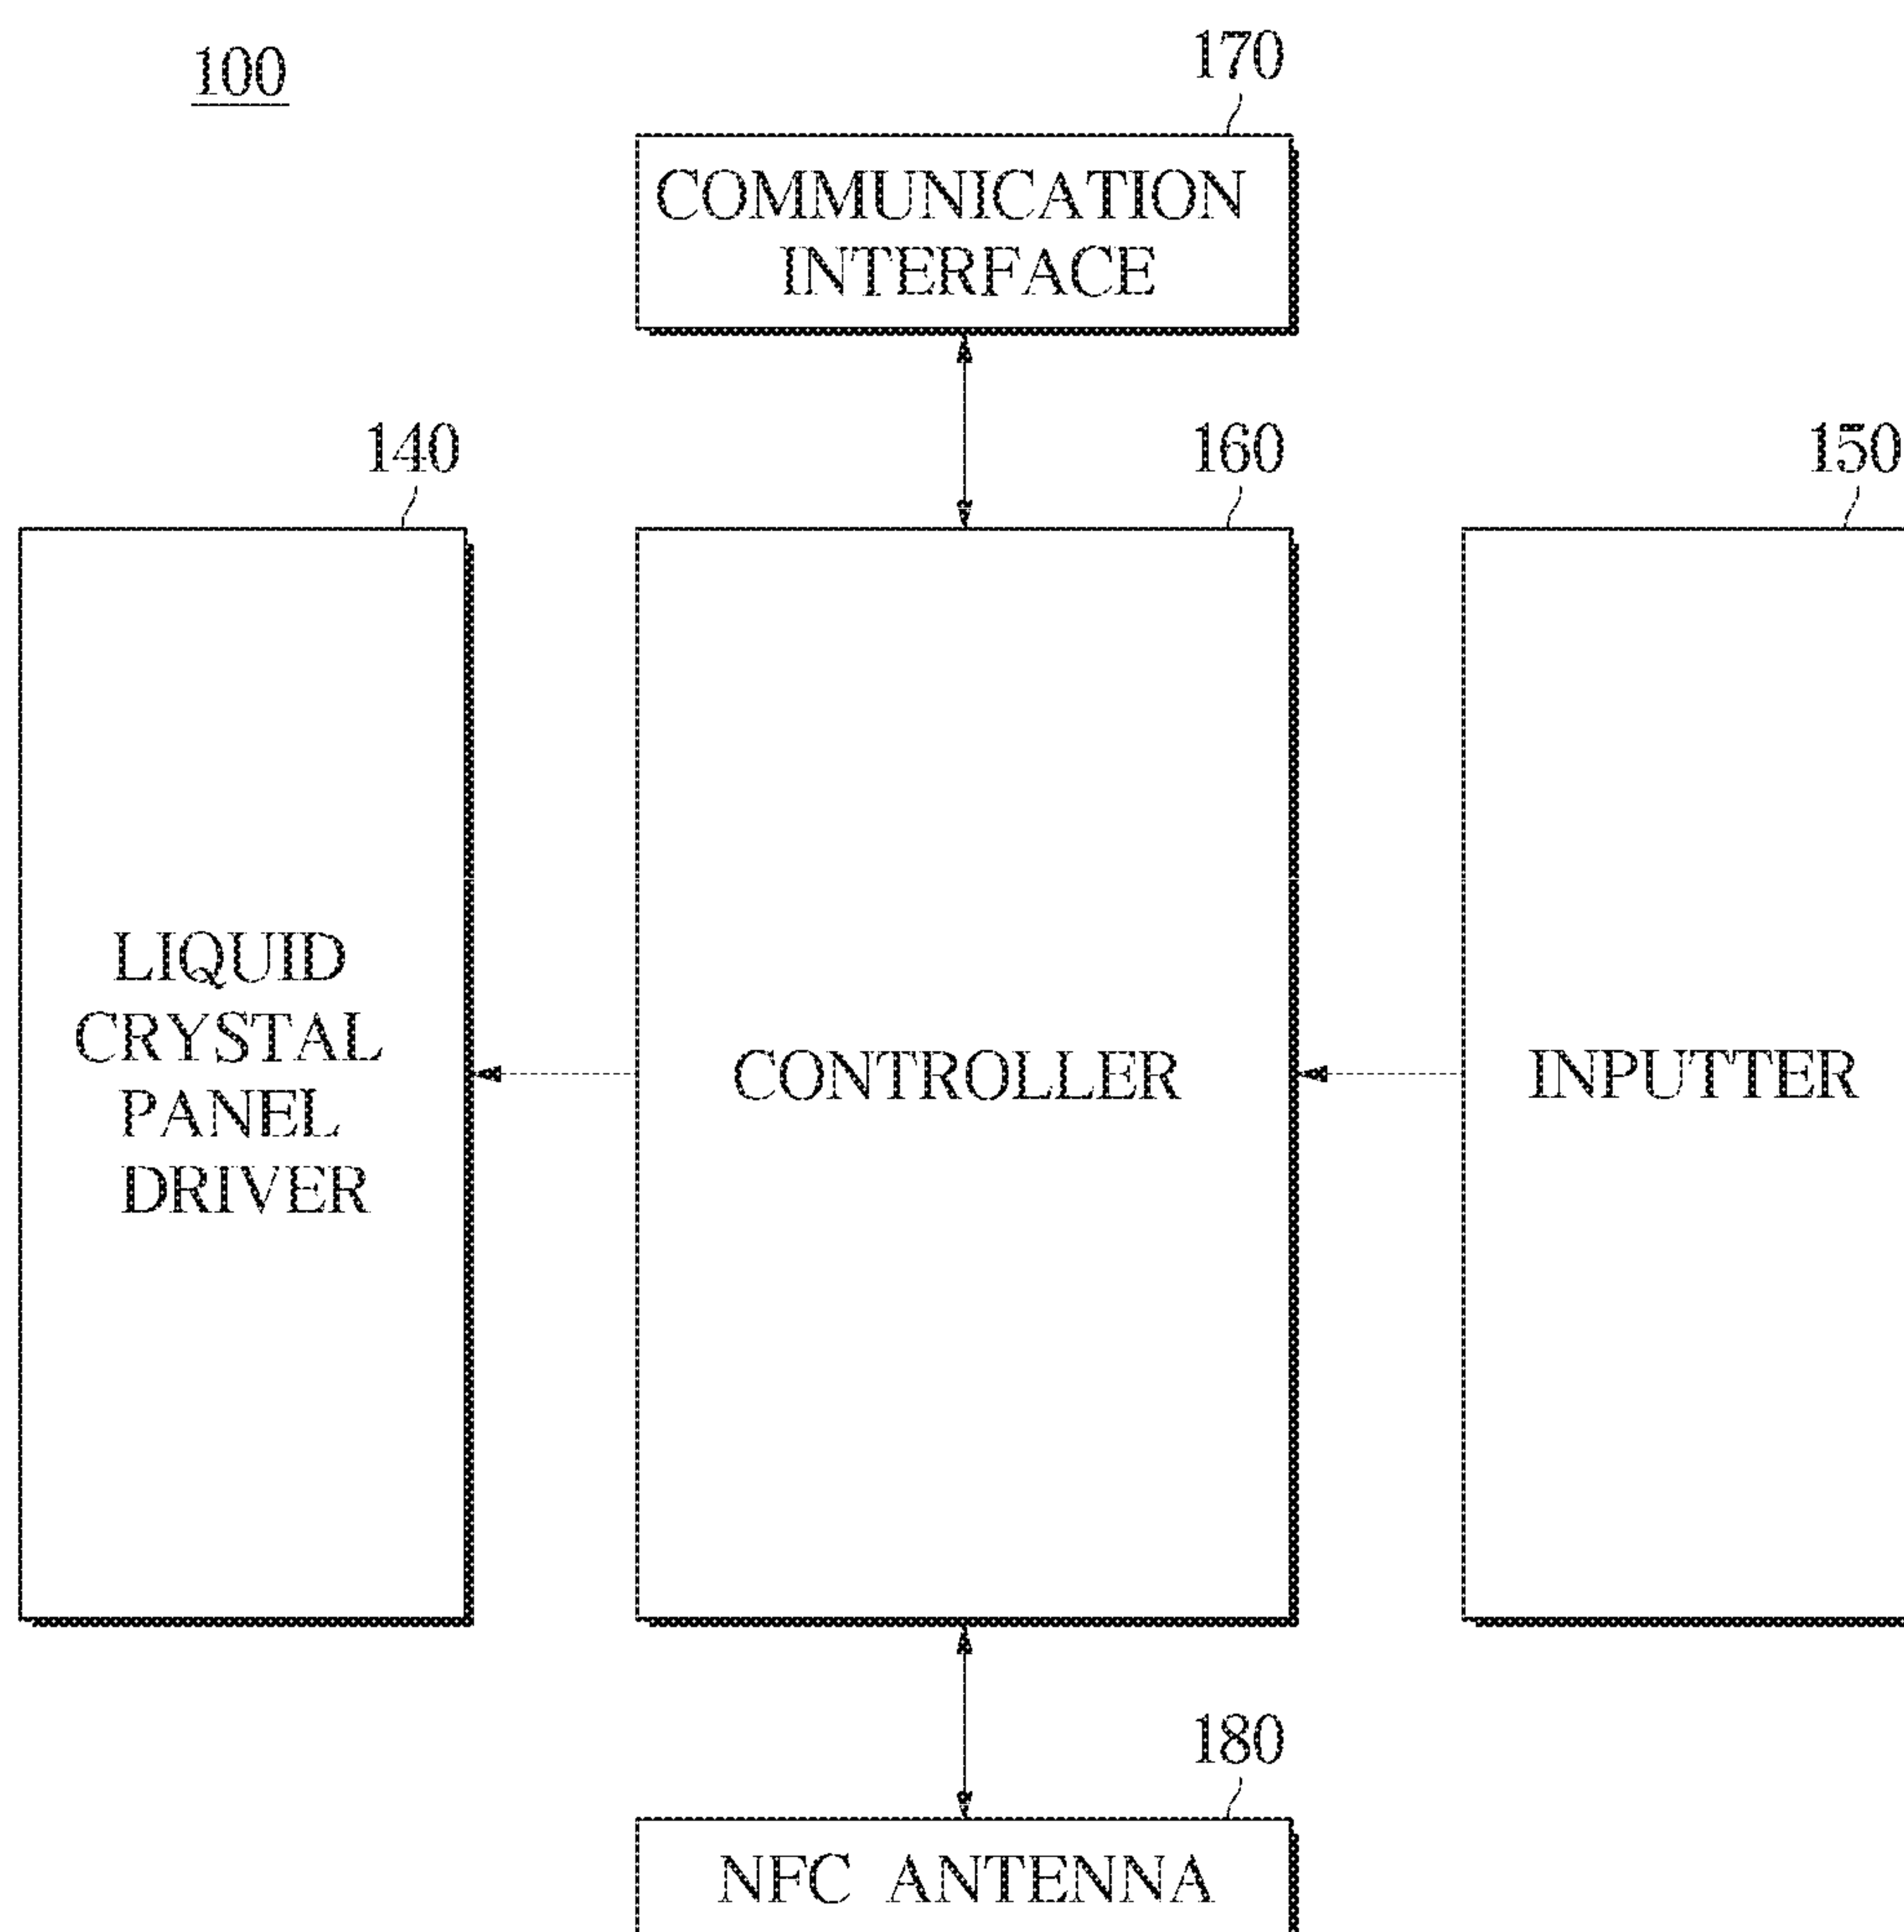 100
170
COMMUNICATION
INTERFACE
140
160
150
LIQUID
CRYSTAL
PANEL
DRIVER
CONTROLLER
INPUTTER
180
NFC ANTENNA